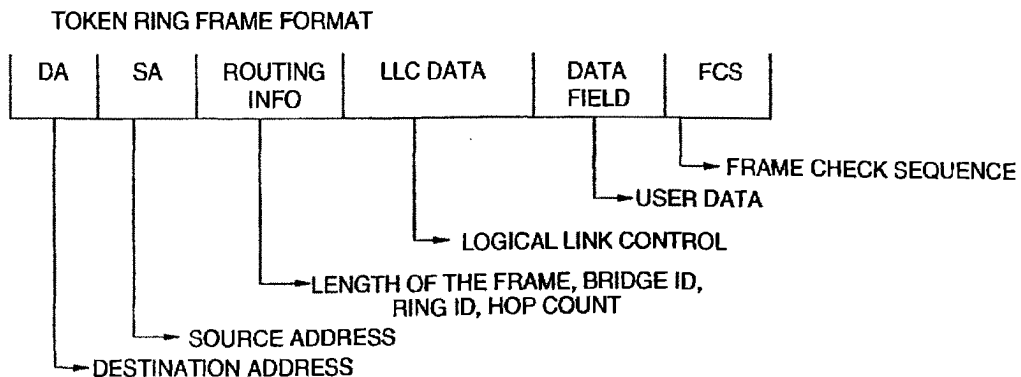 TOKEN RING FRAME FORMAT
DA
SA
ROUTING
INFO
LLC DATA
DATA
FIELD
FCS
FRAME CHECK SEQUENCE
USER DATA
LOGICAL LINK CONTROL
LENGTH OF THE FRAME, BRIDGE ID,
RING ID, HOP COUNT
SOURCE ADDRESS
DESTINATION ADDRESS